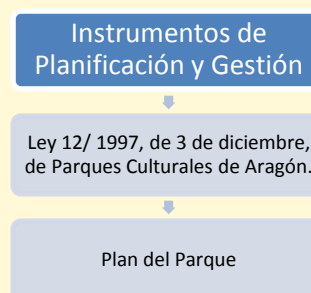 Instrumentos de
Planificación y Gestión
Ley 12/ 1997, de 3 de diciembre,
de Parques Culturales de Aragón.
Plan del Parque